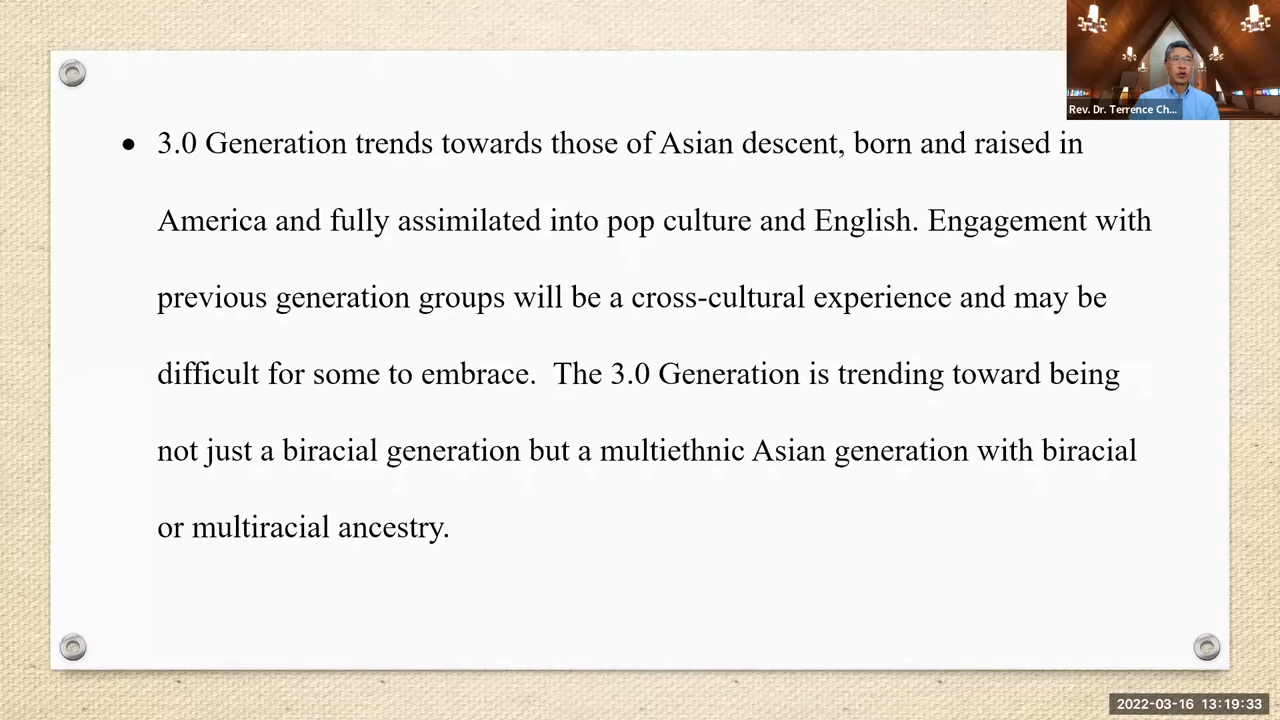 Rev. Dr. Terrence Ch...
• 3.0 Generation trends towards those of Asian descent, born and raised in
America and fully assimilated into pop culture and English. Engagement with
previous generation groups will be a cross-cultural experience and may be
difficult for some to embrace.  The 3.0 Generation is trending toward being
not just a biracial generation but a multiethnic Asian generation with biracial
or multiracial ancestry.
2022-03-16 13:19:33